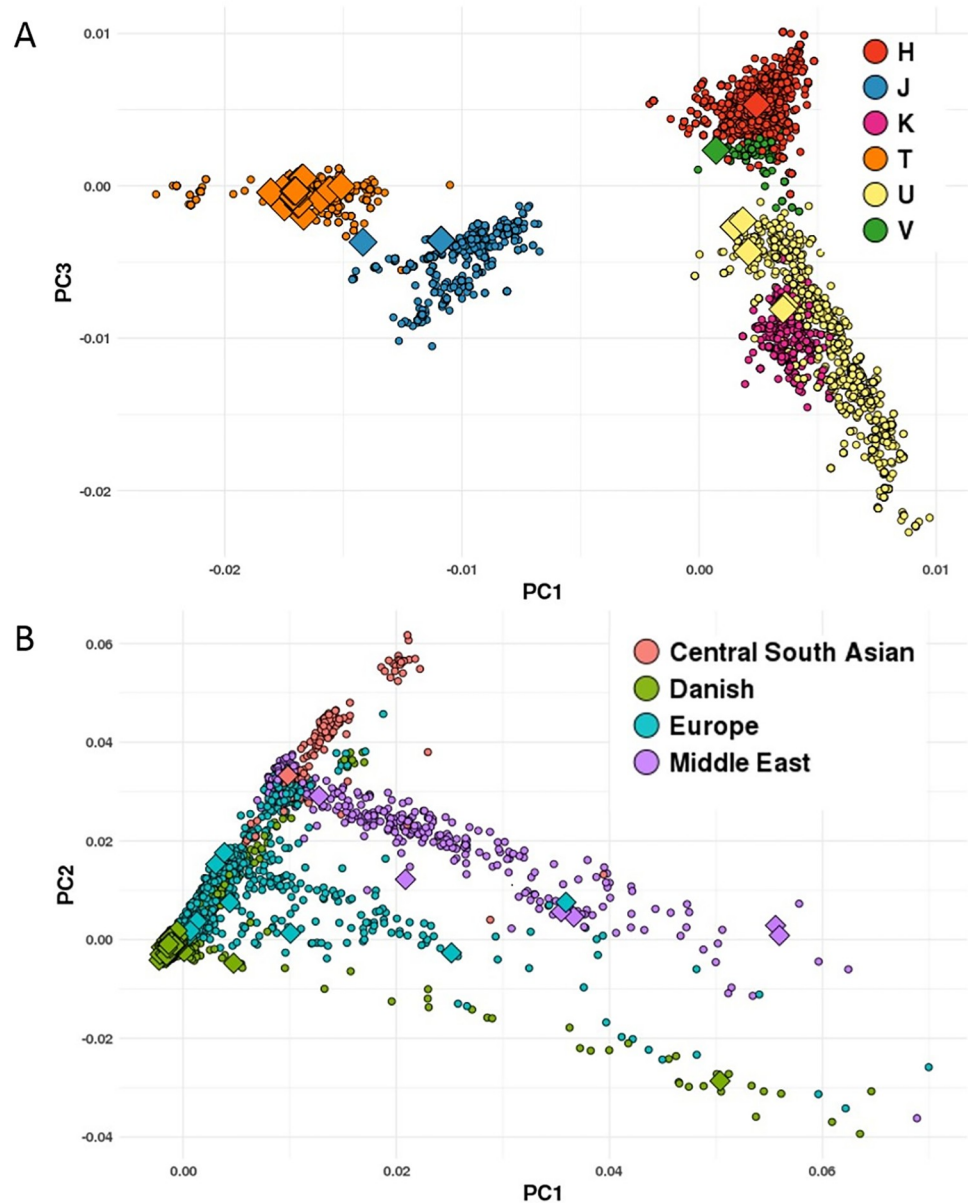 A
0.01
0.00
-0.01
-0.02
PC3
-0.02
-0.01
0.00
0.01
PC1
H
J
K
T
U
V
B
0.06
0.04
0.02
0.00
-0.02
-0.04
PC2
0.00
0.02
0.04
0.06
PC1
Central South Asian
Danish
Europe
Middle East